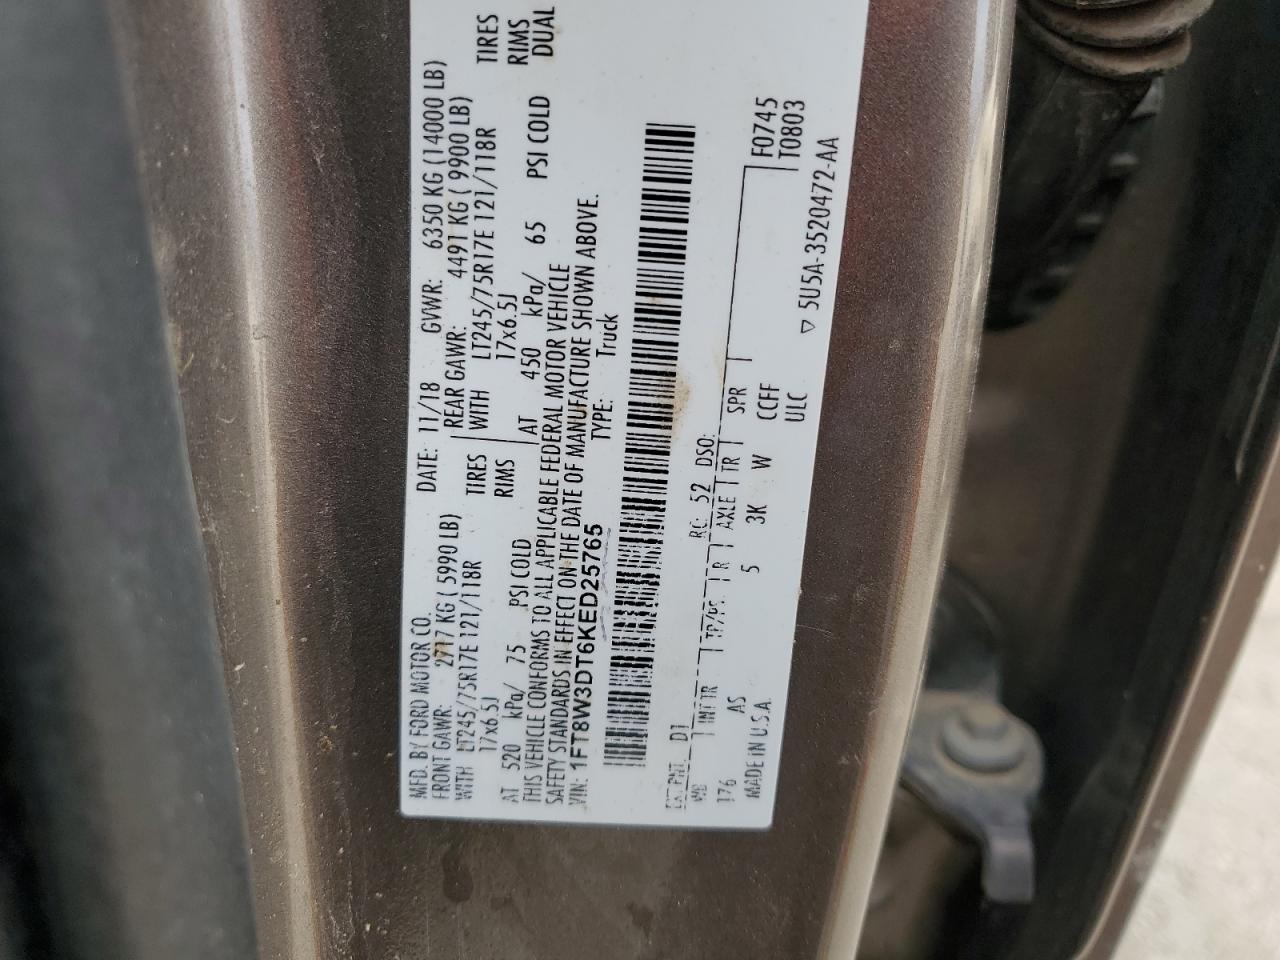 MFD. BY FORD MOTOR CO.
DATE: 11/18 GVWR: 6350 KG (14000 LB)
FRONT GAWR: 2717 KG ( 5990 LB) REAR GAWR: 4491 KG ( 9900 LB)
WITH LT245/75R17E 121/118R TIRES WITH LT245/75R17E 121/118R TIRES
17x6.5J RIMS 17x6.5J RIMS
AT 520 kPa/ 75 PSI COLD AT 450 kPa/ 65 PSI COLD DUAL
THIS VEHICLE CONFORMS TO ALL APPLICABLE FEDERAL MOTOR VEHICLE
SAFETY STANDARDS IN EFFECT ON THE DATE OF MANUFACTURE SHOWN ABOVE.
VIN: 1FT8W3DT6KED25765 TYPE: Truck
EXT PNT: D1 RC: 52 DSO: F0745
WB INT TR TP/PS R AXLE TR SPR T0803
176 AS 5 3K W CCFF
MADE IN U.S.A. ULC ▽ 5U5A-3520472-AA